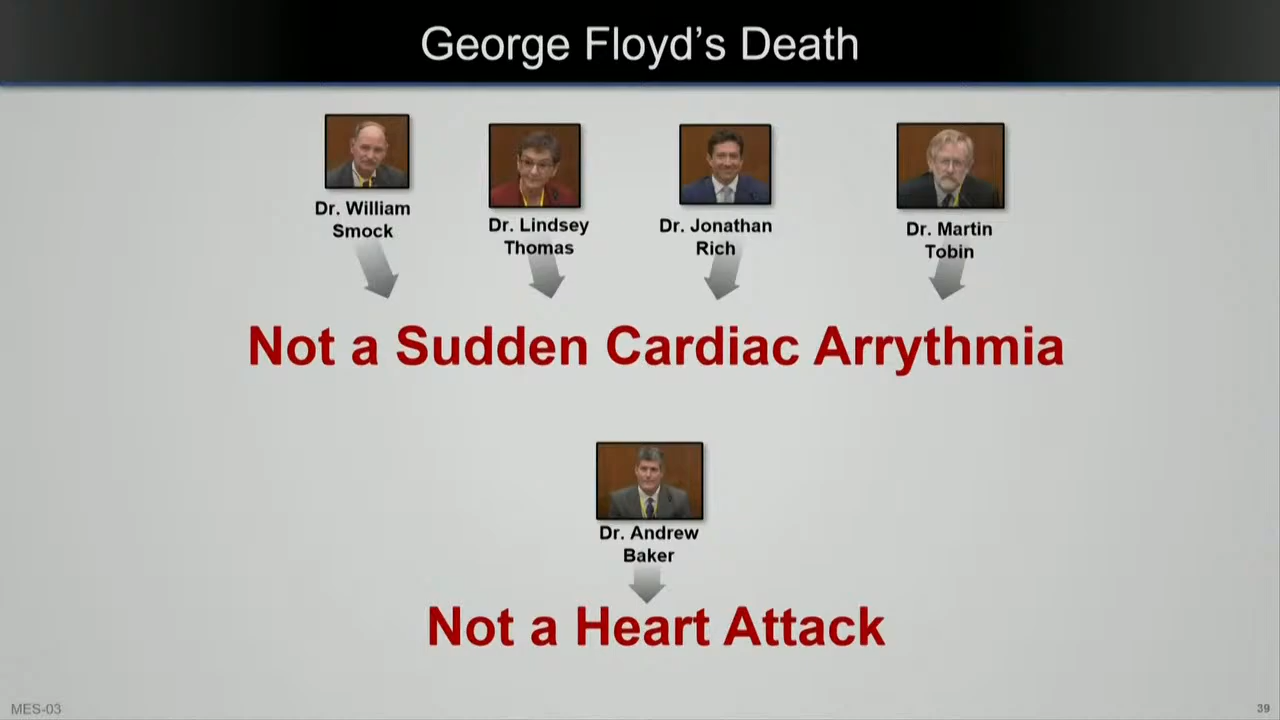 George Floyd's Death
Dr. William
Smock
Dr. Lindsey
Thomas
Dr. Jonathan
Rich
Dr. Martin
Tobin
Not a Sudden Cardiac Arrythmia
Dr. Andrew
Baker
Not a Heart Attack
MES-03
39